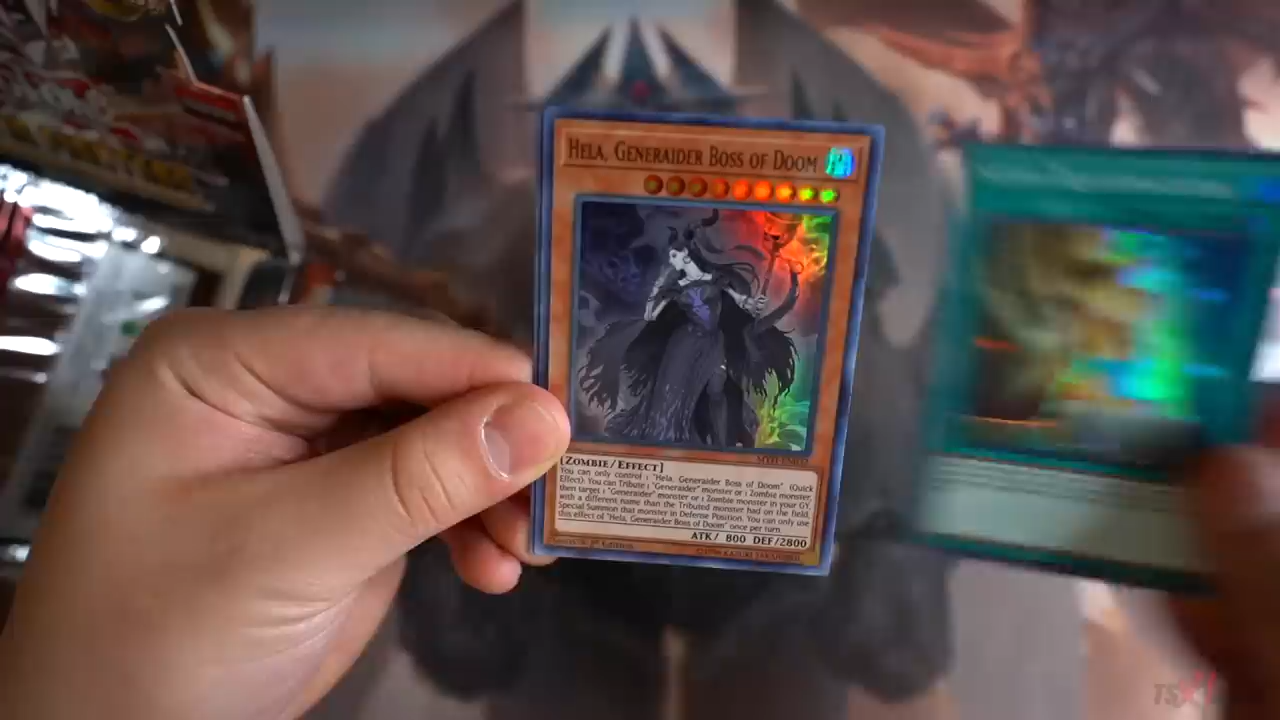 Hela, Generaider Boss of Doom
[Zombie/Effect]
You can only control 1 "Hela, Generaider Boss of Doom". (Quick
Effect): You can Tribute 1 "Generaider" monster or 1 Zombie monster,
then target 1 "Generaider" monster or 1 Zombie monster in your GY,
with a different name than the Tributed monster had on the field,
Special Summon that monster in Defense Position. You can only use
this effect of "Hela, Generaider Boss of Doom" once per turn.
ATK/ 800 DEF/2800
1st Edition